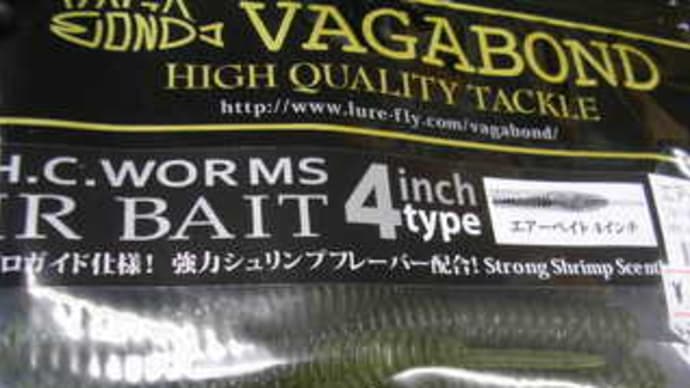 VAGABOND
HIGH QUALITY TACKLE
http://www.lure-fly.com/vagabond/
H.C.WORMS
IR BAIT 4 inch type
エアーベイト 4インチ
ロガイド仕様! 強力シュリンプフレーバー配合! Strong Shrimp Scent